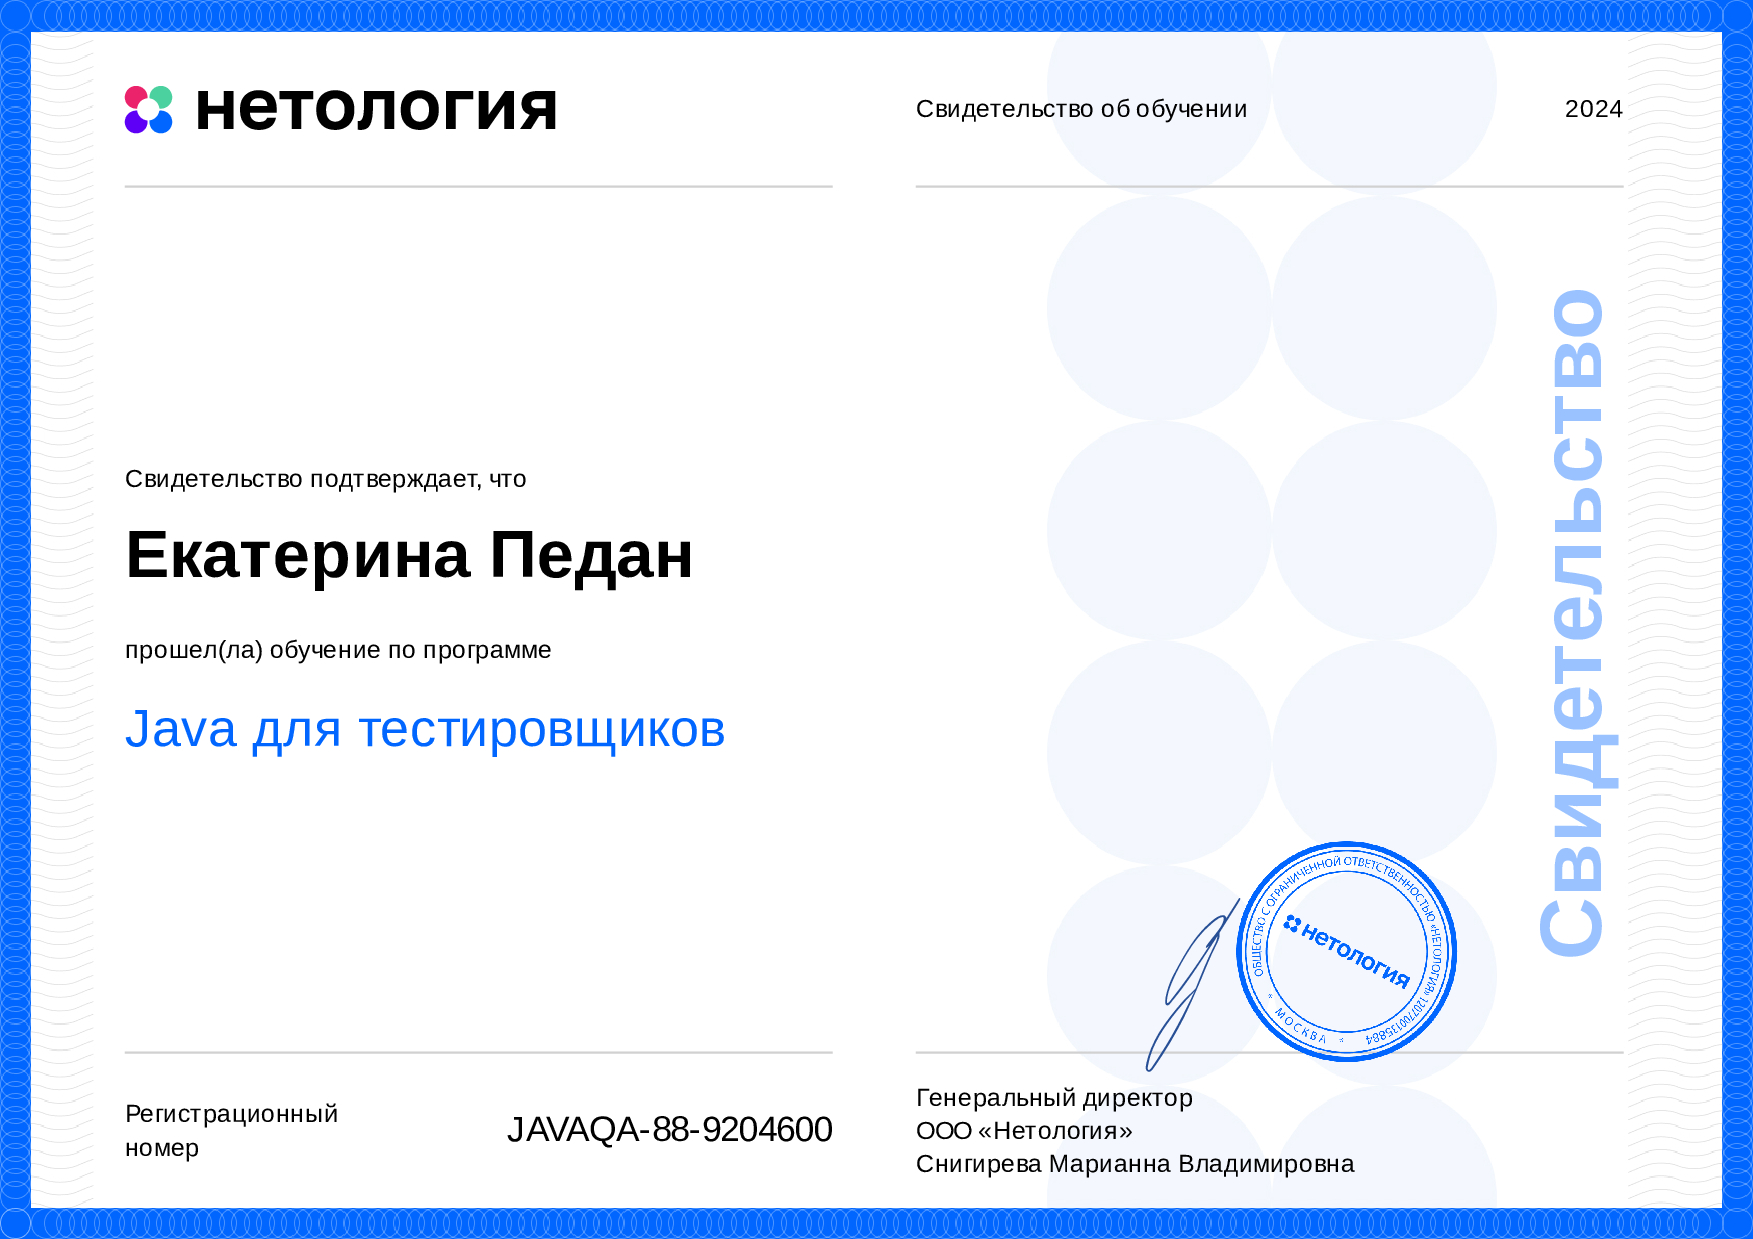 нетология
Свидетельство об обучении
2024
Свидетельство подтверждает, что
Екатерина Педан
прошел(ла) обучение по программе
Java для тестировщиков
Свидетельство
ОБЩЕСТВО С ОГРАНИЧЕННОЙ ОТВЕТСТВЕННОСТЬЮ «НЕТОЛОГИЯ» 1207700135884
* МОСКВА *
нетология
Регистрационный
номер
JAVAQA-88-9204600
Генеральный директор
ООО «Нетология»
Снигирева Марианна Владимировна